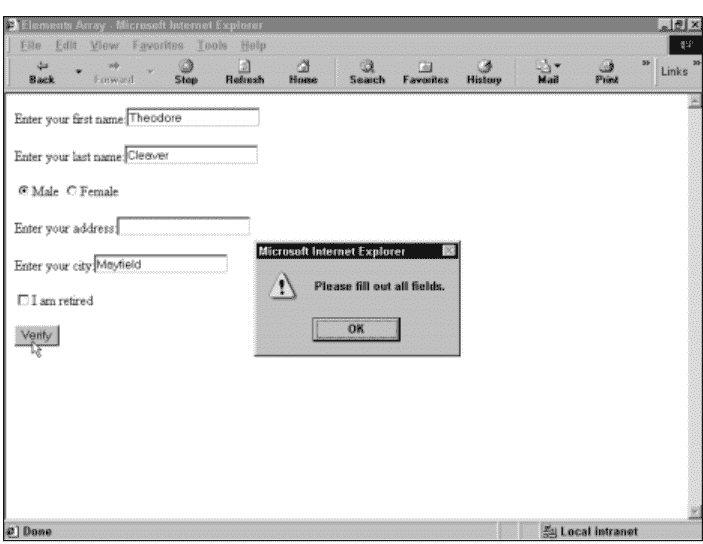 Elements Array - Microsoft Internet Explorer
File Edit View Favorites Tools Help
Back Forward Stop Refresh Home Search Favorites History Mail Print » Links »
Enter your first name: Theodore
Enter your last name: Cleaver
Male Female
Enter your address:
Enter your city: Mayfield
I am retired
Verify
Microsoft Internet Explorer
Please fill out all fields.
OK
Done Local intranet